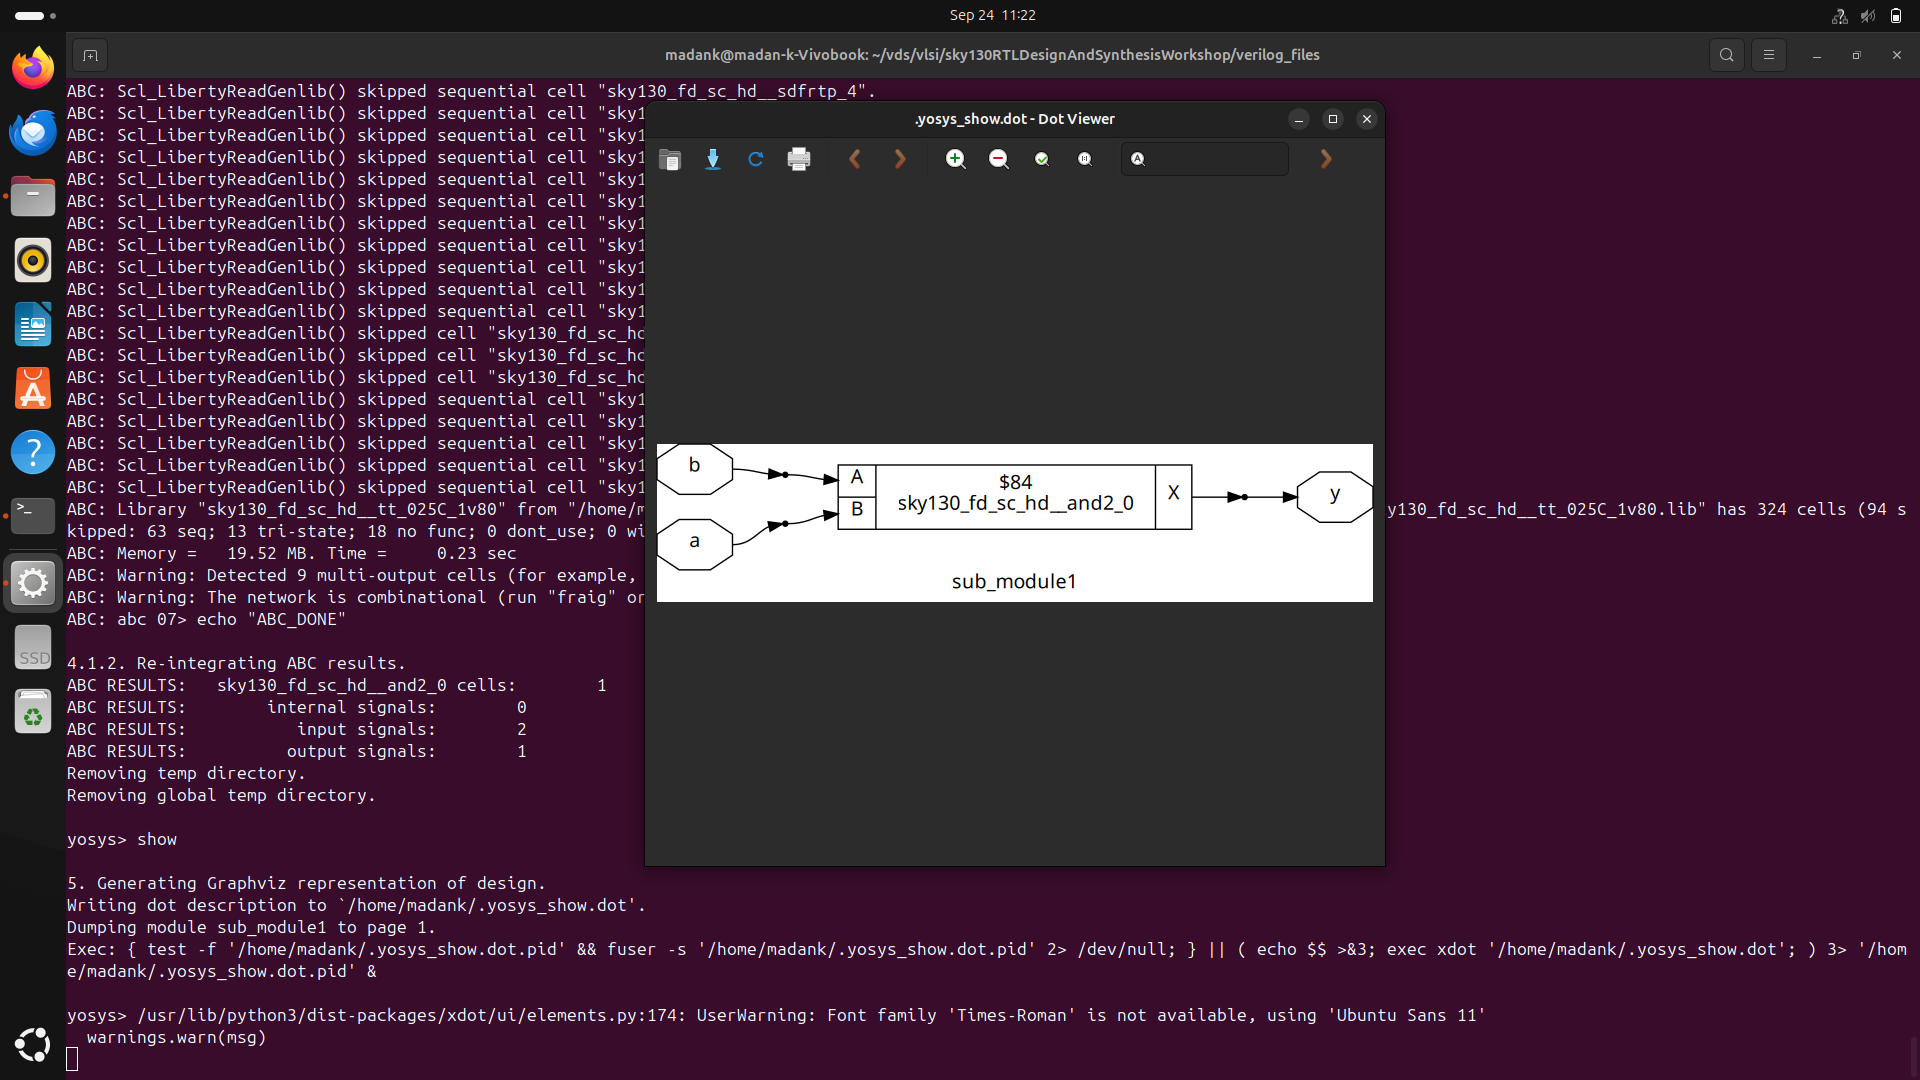 Sep 24 11:22
madank@madan-k-Vivobook: ~/vds/vlsi/sky130RTLDesignAndSynthesisWorkshop/verilog_files
ABC: Scl_LibertyReadGenlib() skipped sequential cell "sky130_fd_sc_hd__sdfrtp_4".
ABC: Scl_LibertyReadGenlib() skipped sequential cell "sky1
ABC: Scl_LibertyReadGenlib() skipped sequential cell "sky1
ABC: Scl_LibertyReadGenlib() skipped sequential cell "sky1
ABC: Scl_LibertyReadGenlib() skipped sequential cell "sky1
ABC: Scl_LibertyReadGenlib() skipped sequential cell "sky1
ABC: Scl_LibertyReadGenlib() skipped sequential cell "sky1
ABC: Scl_LibertyReadGenlib() skipped sequential cell "sky1
ABC: Scl_LibertyReadGenlib() skipped sequential cell "sky1
ABC: Scl_LibertyReadGenlib() skipped sequential cell "sky1
ABC: Scl_LibertyReadGenlib() skipped sequential cell "sky1
ABC: Scl_LibertyReadGenlib() skipped cell "sky130_fd_sc_hd
ABC: Scl_LibertyReadGenlib() skipped cell "sky130_fd_sc_hd
ABC: Scl_LibertyReadGenlib() skipped cell "sky130_fd_sc_hd
ABC: Scl_LibertyReadGenlib() skipped sequential cell "sky1
ABC: Scl_LibertyReadGenlib() skipped sequential cell "sky1
ABC: Scl_LibertyReadGenlib() skipped sequential cell "sky1
ABC: Scl_LibertyReadGenlib() skipped sequential cell "sky1
ABC: Scl_LibertyReadGenlib() skipped sequential cell "sky1
ABC: Library "sky130_fd_sc_hd__tt_025C_1v80" from "/home/m y130_fd_sc_hd__tt_025C_1v80.lib" has 324 cells (94 s
kipped: 63 seq; 13 tri-state; 18 no func; 0 dont_use; 0 wi
ABC: Memory = 19.52 MB. Time = 0.23 sec
ABC: Warning: Detected 9 multi-output cells (for example,
ABC: Warning: The network is combinational (run "fraig" or
ABC: abc 07> echo "ABC_DONE"
4.1.2. Re-integrating ABC results.
ABC RESULTS: sky130_fd_sc_hd__and2_0 cells: 1
ABC RESULTS: internal signals: 0
ABC RESULTS: input signals: 2
ABC RESULTS: output signals: 1
Removing temp directory.
Removing global temp directory.
yosys> show
5. Generating Graphviz representation of design.
Writing dot description to `/home/madank/.yosys_show.dot'.
Dumping module sub_module1 to page 1.
Exec: { test -f '/home/madank/.yosys_show.dot.pid' && fuser -s '/home/madank/.yosys_show.dot.pid' 2> /dev/null; } || ( echo $$ >&3; exec xdot '/home/madank/.yosys_show.dot'; ) 3> '/hom
e/madank/.yosys_show.dot.pid' &
yosys> /usr/lib/python3/dist-packages/xdot/ui/elements.py:174: UserWarning: Font family 'Times-Roman' is not available, using 'Ubuntu Sans 11'
warnings.warn(msg)
.yosys_show.dot - Dot Viewer
b
a
A
B
$84
sky130_fd_sc_hd__and2_0
X
y
sub_module1
SSD